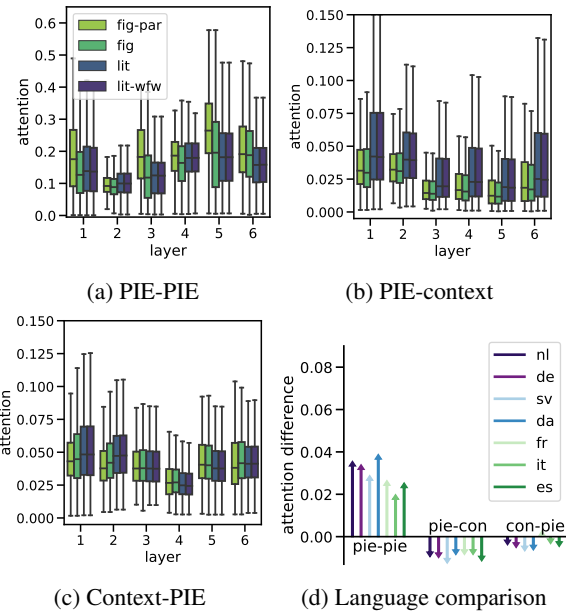 0.6
0.5
0.4
0.3
0.2
0.1
0.0
attention
fig-par
fig
lit
lit-wfw
1 2 3 4 5 6
layer
(a) PIE-PIE
0.150
0.125
0.100
0.075
0.050
0.025
0.000
attention
1 2 3 4 5 6
layer
(b) PIE-context
0.150
0.125
0.100
0.075
0.050
0.025
0.000
attention
1 2 3 4 5 6
layer
(c) Context-PIE
0.08
0.06
0.04
0.02
0.00
attention difference
nl
de
sv
da
fr
it
es
pie-pie
pie-con
con-pie
(d) Language comparison